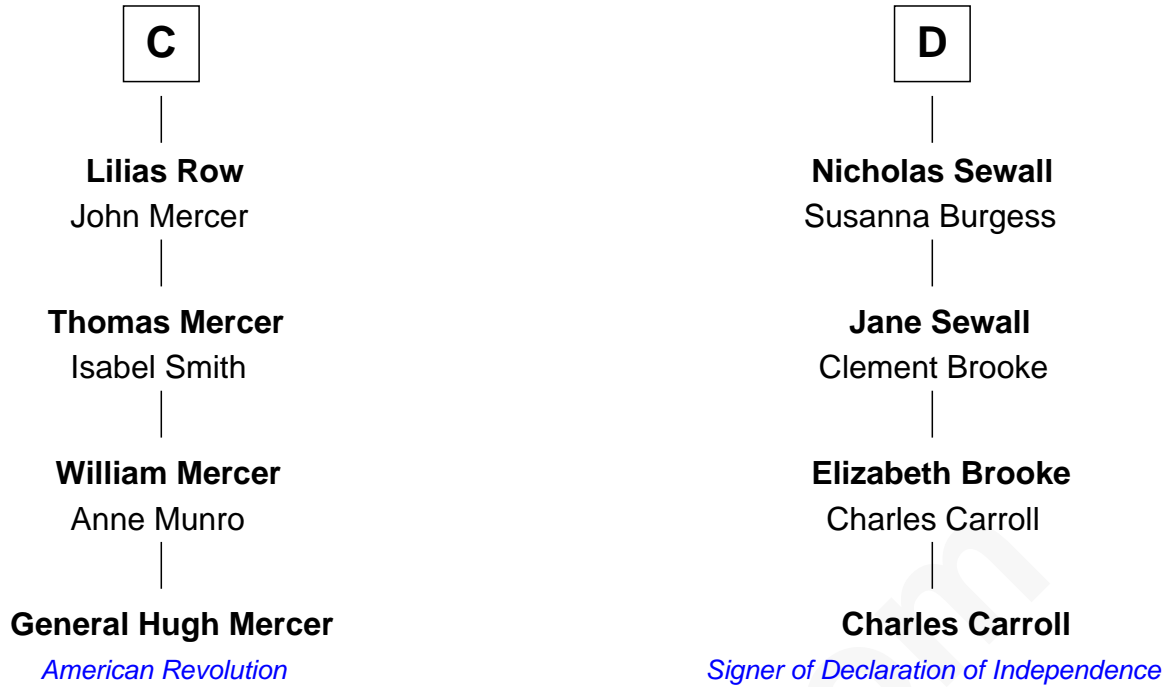 C
Lilias Row
John Mercer
Thomas Mercer
Isabel Smith
William Mercer
Anne Munro
General Hugh Mercer
American Revolution
D
Nicholas Sewall
Susanna Burgess
Jane Sewall
Clement Brooke
Elizabeth Brooke
Charles Carroll
Charles Carroll
Signer of Declaration of Independence